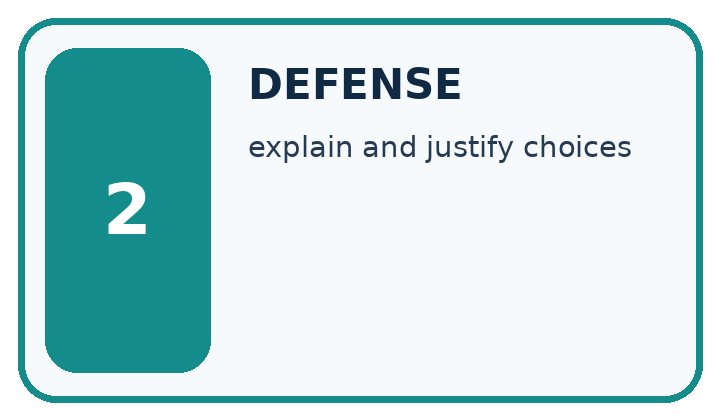 2
DEFENSE
explain and justify choices